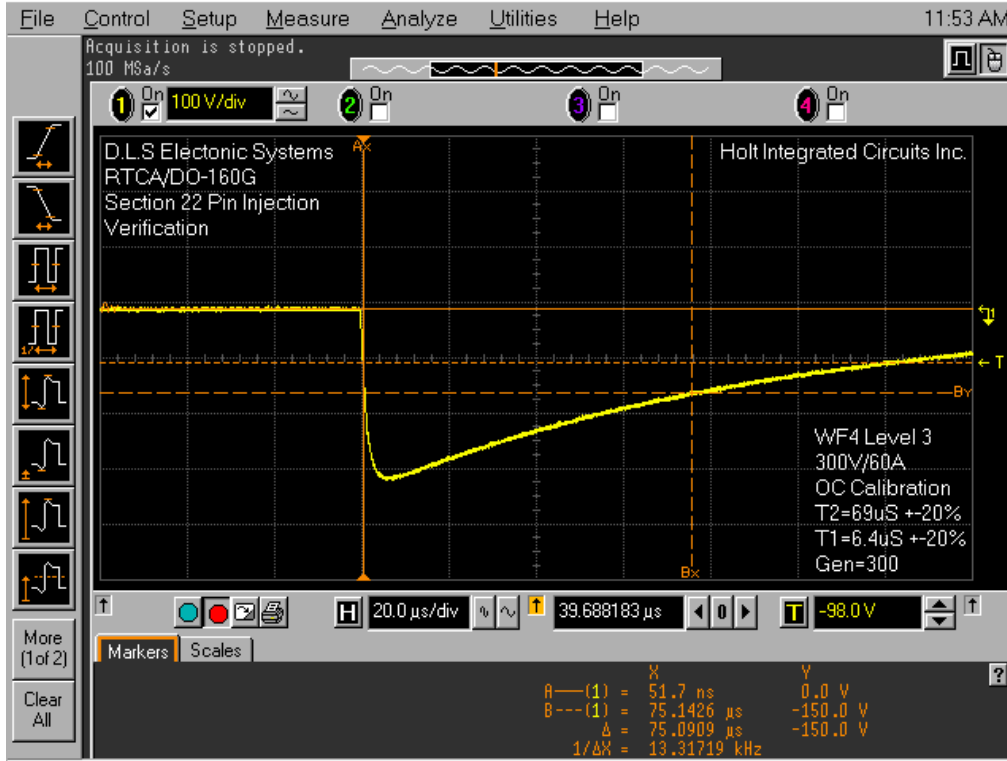 File Control Setup Measure Analyze Utilities Help 11:53 AM
Acquisition is stopped.
100 MSa/s
1 On 100 V/div 2 On 3 On 4 On
D.L.S Electonic Systems
RTCA/DO-160G
Section 22 Pin Injection
Verification
Holt Integrated Circuits Inc.
Ax
Ay
1
T
By
WF4 Level 3
300V/60A
OC Calibration
T2=69uS +-20%
T1=6.4uS +-20%
Gen=300
Bx
1/
More
(1of 2)
Clear
All
H 20.0 µs/div 39.688183 µs 0 T -98.0 V
Markers Scales
?
X Y
A---(1) = 51.7 ns 0.0 V
B---(1) = 75.1426 µs -150.0 V
Δ = 75.0909 µs -150.0 V
1/ΔX = 13.31719 kHz